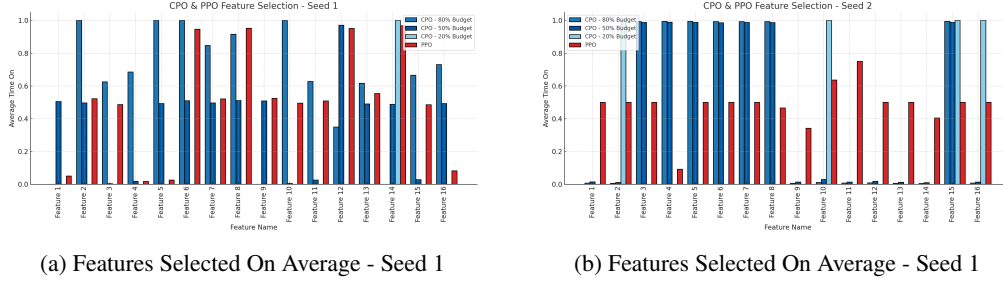 CPO & PPO Feature Selection - Seed 1
CPO - 80% Budget
CPO - 50% Budget
CPO - 20% Budget
PPO
Average Time On
1.0
0.8
0.6
0.4
0.2
0.0
Feature 1
Feature 2
Feature 3
Feature 4
Feature 5
Feature 6
Feature 7
Feature 8
Feature 9
Feature 10
Feature 11
Feature 12
Feature 13
Feature 14
Feature 15
Feature 16
Feature Name
(a) Features Selected On Average - Seed 1
CPO & PPO Feature Selection - Seed 2
CPO - 80% Budget
CPO - 50% Budget
CPO - 20% Budget
PPO
Average Time On
1.0
0.8
0.6
0.4
0.2
0.0
Feature 1
Feature 2
Feature 3
Feature 4
Feature 5
Feature 6
Feature 7
Feature 8
Feature 9
Feature 10
Feature 11
Feature 12
Feature 13
Feature 14
Feature 15
Feature 16
Feature Name
(b) Features Selected On Average - Seed 1